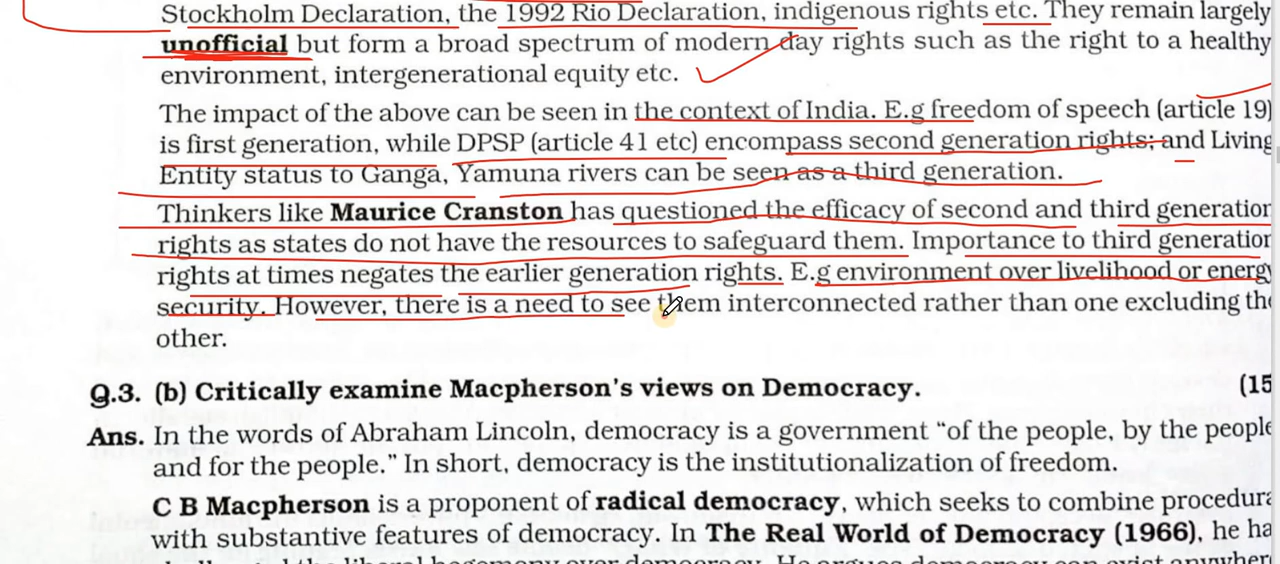 Stockholm Declaration, the 1992 Rio Declaration, indigenous rights etc. They remain largely
unofficial but form a broad spectrum of modern day rights such as the right to a healthy
environment, intergenerational equity etc.
The impact of the above can be seen in the context of India. E.g freedom of speech (article 19)
is first generation, while DPSP (article 41 etc) encompass second generation rights; and Living
Entity status to Ganga, Yamuna rivers can be seen as a third generation.
Thinkers like Maurice Cranston has questioned the efficacy of second and third generation
rights as states do not have the resources to safeguard them. Importance to third generation
rights at times negates the earlier generation rights. E.g environment over livelihood or energy
security. However, there is a need to see them interconnected rather than one excluding the
other.
Q.3. (b) Critically examine Macpherson's views on Democracy. (15
Ans. In the words of Abraham Lincoln, democracy is a government “of the people, by the people
and for the people.” In short, democracy is the institutionalization of freedom.
C B Macpherson is a proponent of radical democracy, which seeks to combine procedura
with substantive features of democracy. In The Real World of Democracy (1966), he ha